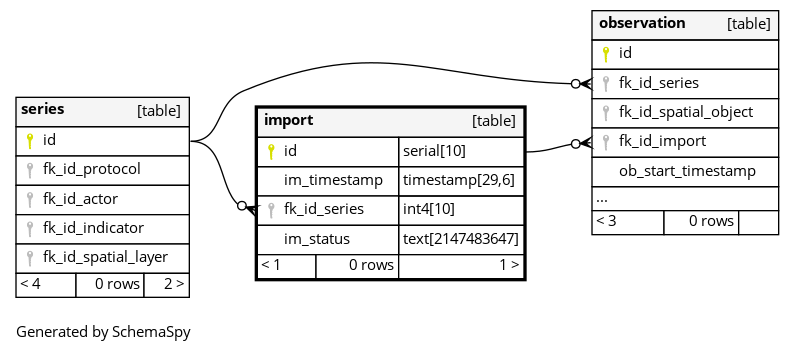 series [table]
id
fk_id_protocol
fk_id_actor
fk_id_indicator
fk_id_spatial_layer
< 4 0 rows 2 >
import [table]
id serial[10]
im_timestamp timestamp[29,6]
fk_id_series int4[10]
im_status text[2147483647]
< 1 0 rows 1 >
observation [table]
id
fk_id_series
fk_id_spatial_object
fk_id_import
ob_start_timestamp
...
< 3 0 rows
Generated by SchemaSpy